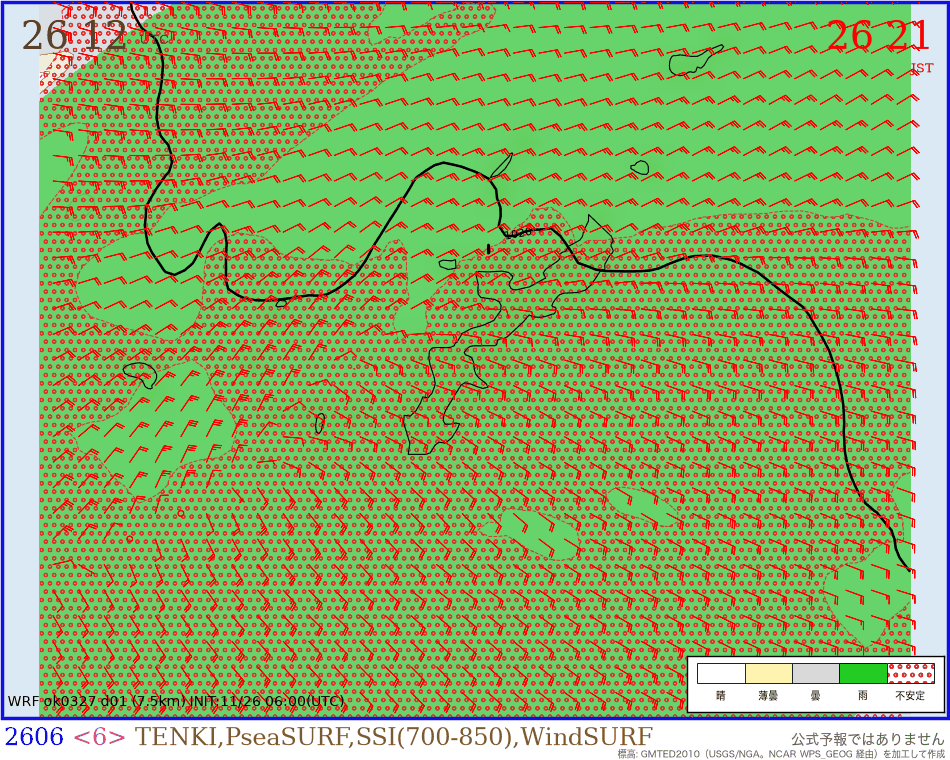 26 12
26 21
JST
1020
WRF ok0327 d01 (7.5km) INIT:11/26 06:00(UTC)
晴 薄曇 曇 雨 不安定
2606 <6> TENKI,PseaSURF,SSI(700-850),WindSURF
公式予報ではありません
標高: GMTED2010（USGS/NGA。NCAR WPS_GEOG 経由）を加工して作成